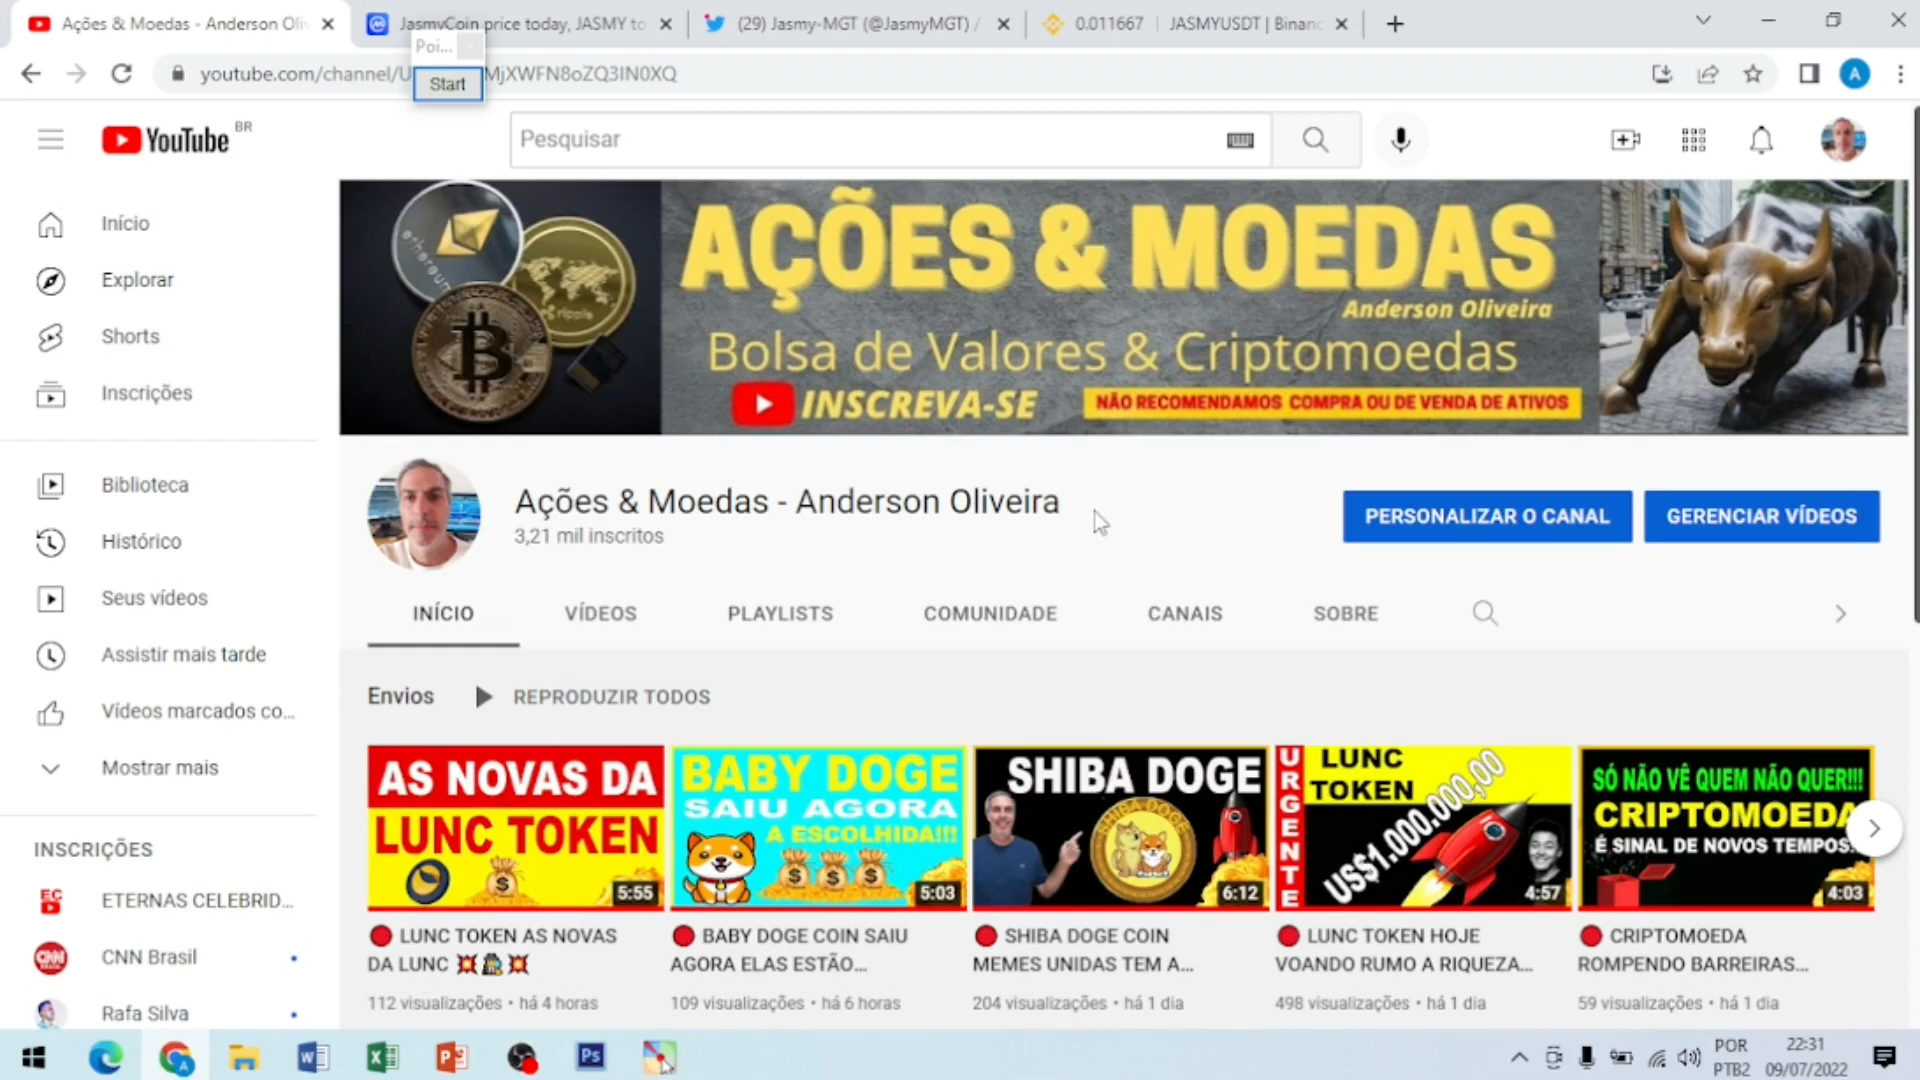 Ações & Moedas - Anderson Oli
JasmyCoin price today, JASMY to
(29) Jasmy-MGT (@JasmyMGT) /
0.011667 | JASMYUSDT | Binanc
Poi...
Start
youtube.com/channel/U MjXWFN8oZQ3IN0XQ
A
YouTube BR
Pesquisar
Início
Explorar
Shorts
Inscrições
Biblioteca
Histórico
Seus vídeos
Assistir mais tarde
Vídeos marcados co...
Mostrar mais
INSCRIÇÕES
ETERNAS CELEBRID...
CNN Brasil
Rafa Silva
AÇÕES & MOEDAS
Anderson Oliveira
Bolsa de Valores & Criptomoedas
INSCREVA-SE
NÃO RECOMENDAMOS COMPRA OU DE VENDA DE ATIVOS
ethereum
ripple
Ações & Moedas - Anderson Oliveira
3,21 mil inscritos
PERSONALIZAR O CANAL
GERENCIAR VÍDEOS
INÍCIO
VÍDEOS
PLAYLISTS
COMUNIDADE
CANAIS
SOBRE
Envios
REPRODUZIR TODOS
AS NOVAS DA
LUNC TOKEN
5:55
LUNC TOKEN AS NOVAS
DA LUNC
112 visualizações • há 4 horas
BABY DOGE
SAIU AGORA
A ESCOLHIDA!!!
5:03
BABY DOGE COIN SAIU
AGORA ELAS ESTÃO...
109 visualizações • há 6 horas
SHIBA DOGE
SHIBA DOGE
6:12
SHIBA DOGE COIN
MEMES UNIDAS TEM A...
204 visualizações • há 1 dia
URGENTE
LUNC
TOKEN
US$1.000.000,00
4:57
LUNC TOKEN HOJE
VOANDO RUMO A RIQUEZA...
498 visualizações • há 1 dia
SÓ NÃO VÊ QUEM NÃO QUER!!!
CRIPTOMOEDA
É SINAL DE NOVOS TEMPOS.
4:03
CRIPTOMOEDA
ROMPENDO BARREIRAS...
59 visualizações • há 1 dia
POR
PTB2
22:31
09/07/2022